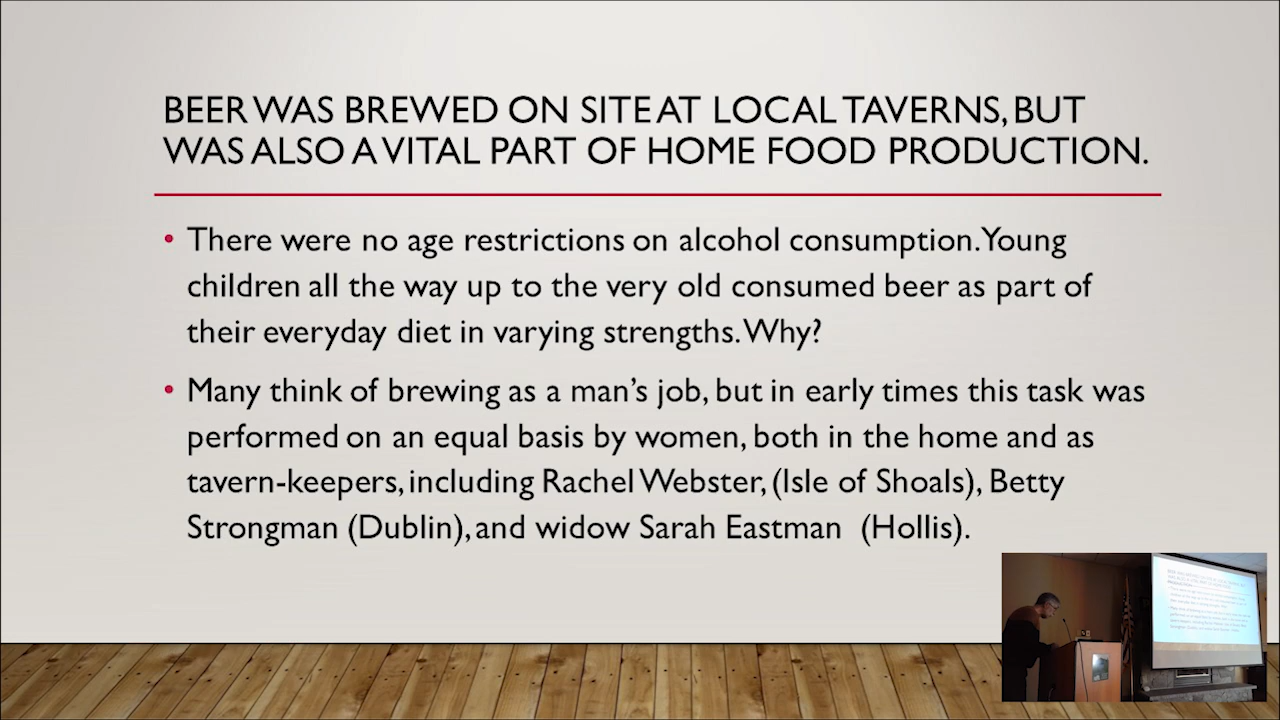 BEER WAS BREWED ON SITE AT LOCAL TAVERNS, BUT
WAS ALSO A VITAL PART OF HOME FOOD PRODUCTION.
• There were no age restrictions on alcohol consumption. Young
children all the way up to the very old consumed beer as part of
their everyday diet in varying strengths. Why?
• Many think of brewing as a man's job, but in early times this task was
performed on an equal basis by women, both in the home and as
tavern-keepers, including Rachel Webster, (Isle of Shoals), Betty
Strongman (Dublin), and widow Sarah Eastman (Hollis).